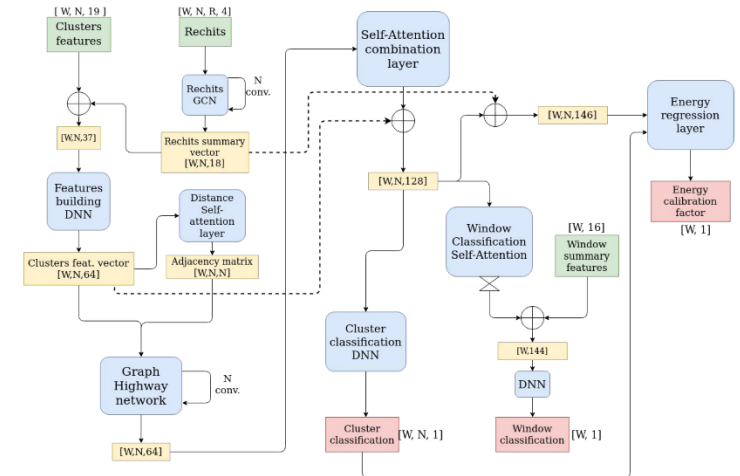 [ W, N, 19 ]
Clusters
features
[W, N, R, 4]
Rechits
Rechits
GCN
N
conv.
[W,N,37]
Rechits summary
vector
[W,N,18]
Features
building
DNN
Distance
Self-
attention
layer
Clusters feat. vector
[W,N,64]
Adjacency matrix
[W,N,N]
Graph
Highway
network
N
conv.
[W,N,64]
Self-Attention
combination
layer
[W,N,146]
Energy
regression
layer
[W,N,128]
Energy
calibration
factor
[W, 1]
Window
Classification
Self-Attention
[W, 16]
Window
summary
features
Cluster
classification
DNN
[W,144]
DNN
Cluster
classification
[W, N, 1]
Window
classification
[W, 1]